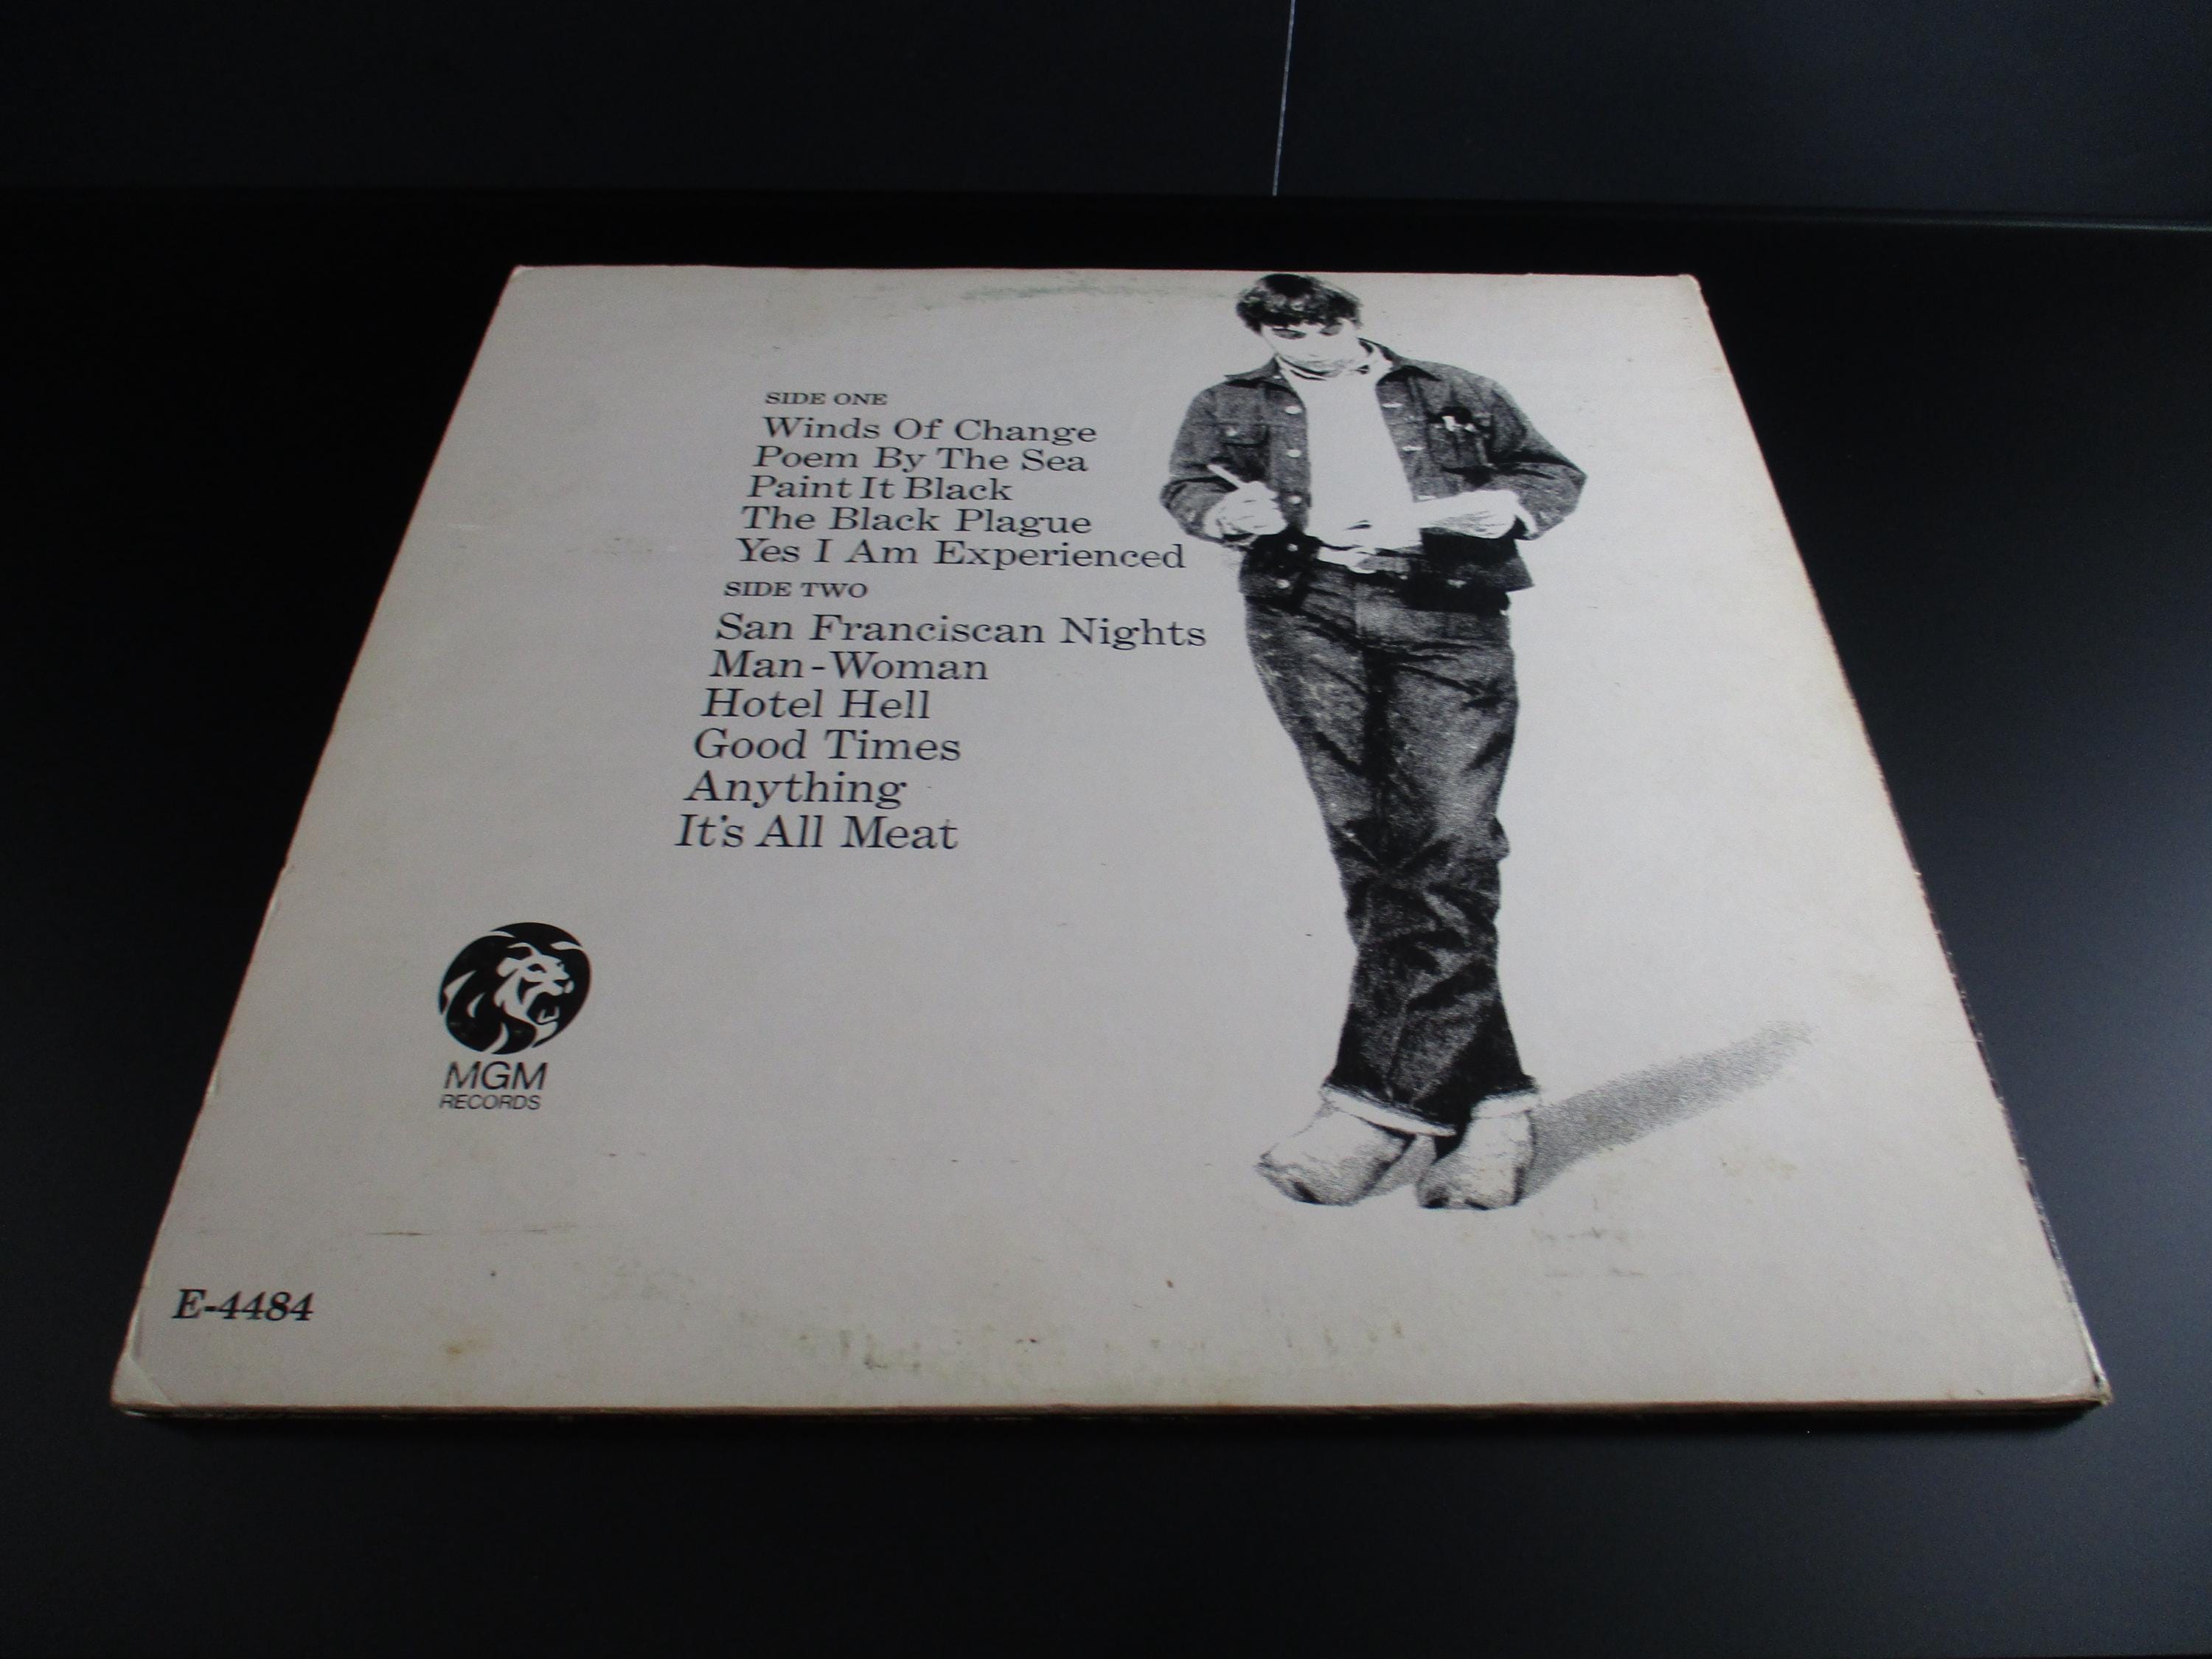 SIDE ONE
Winds Of Change
Poem By The Sea
Paint It Black
The Black Plague
Yes I Am Experienced
SIDE TWO
San Franciscan Nights
Man-Woman
Hotel Hell
Good Times
Anything
It's All Meat
MGM
RECORDS
E-4484